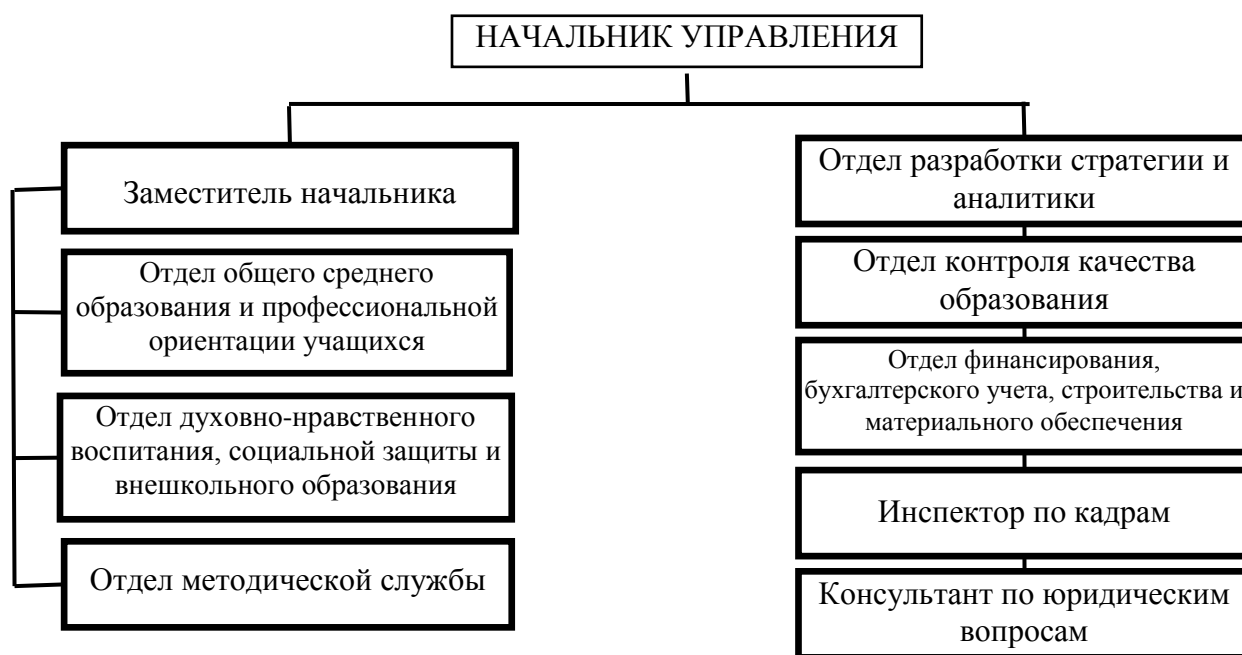 НАЧАЛЬНИК УПРАВЛЕНИЯ
Заместитель начальника
Отдел общего среднего
образования и профессиональной
ориентации учащихся
Отдел духовно-нравственного
воспитания, социальной защиты и
внешкольного образования
Отдел методической службы
Отдел разработки стратегии и
аналитики
Отдел контроля качества
образования
Отдел финансирования,
бухгалтерского учета, строительства и
материального обеспечения
Инспектор по кадрам
Консультант по юридическим
вопросам